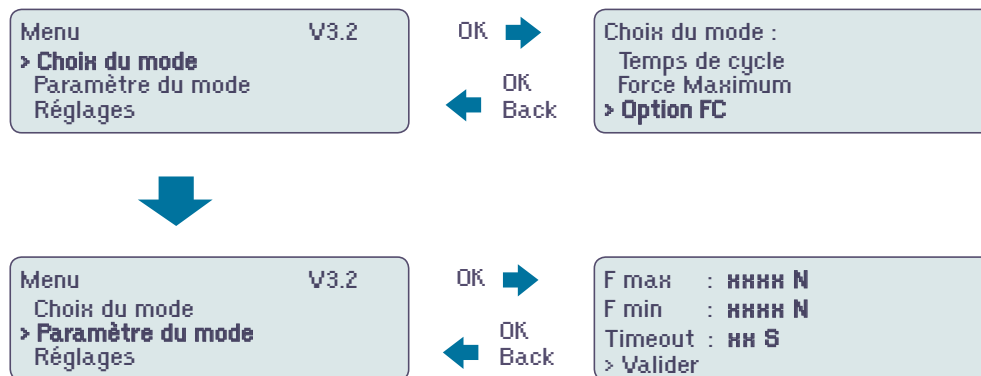 Menu V3.2
> Choix du mode
Paramètre du mode
Réglages
OK
OK
Back
Choix du mode :
Temps de cycle
Force Maximum
> Option FC
Menu V3.2
Choix du mode
> Paramètre du mode
Réglages
OK
OK
Back
F max : xxxx N
F min : xxxx N
Timeout : xx S
> Valider